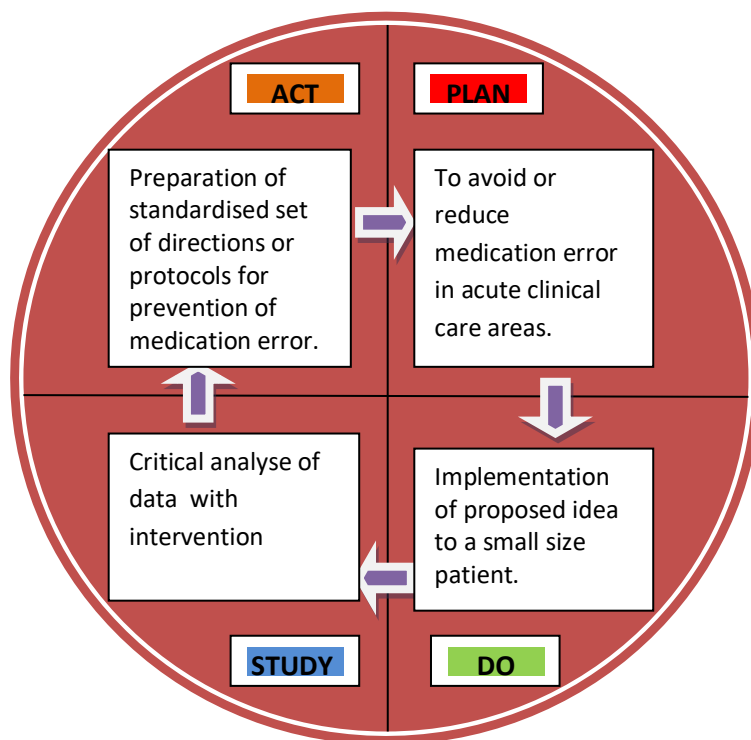 ACT
PLAN
Preparation of
standardised set
of directions or
protocols for
prevention of
medication error.
To avoid or
reduce
medication error
in acute clinical
care areas.
Critical analyse of
data with
intervention
Implementation
of proposed idea
to a small size
patient.
STUDY
DO